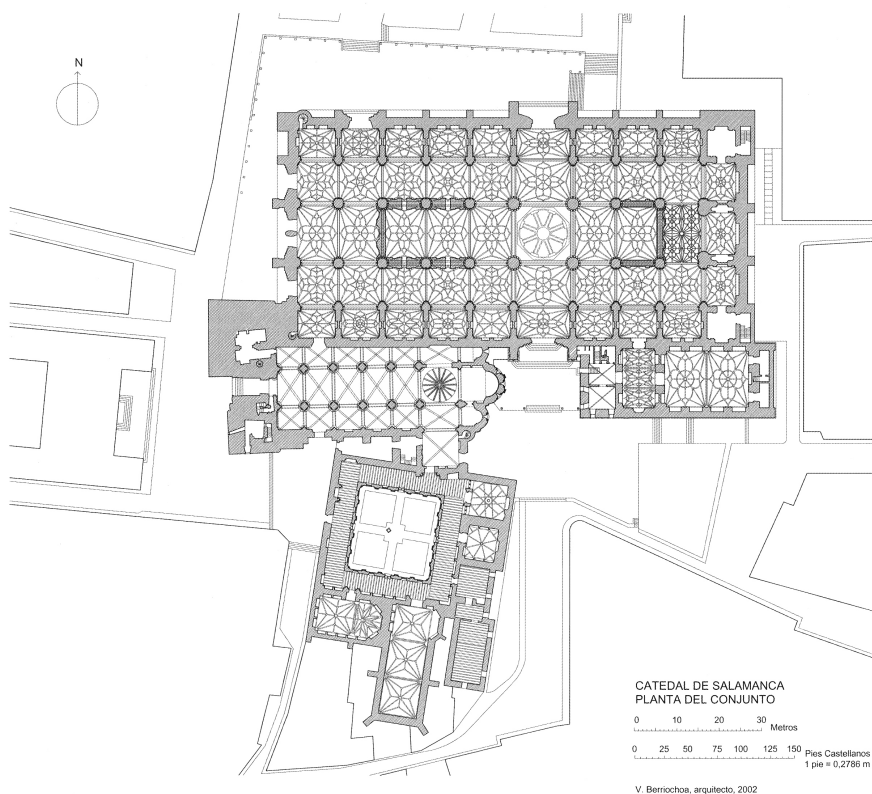 N
CATEDAL DE SALAMANCA
PLANTA DEL CONJUNTO
0 10 20 30 Metros
0 25 50 75 100 125 150 Pies Castellanos
1 pie = 0,2786 m
V. Berriochoa, arquitecto, 2002